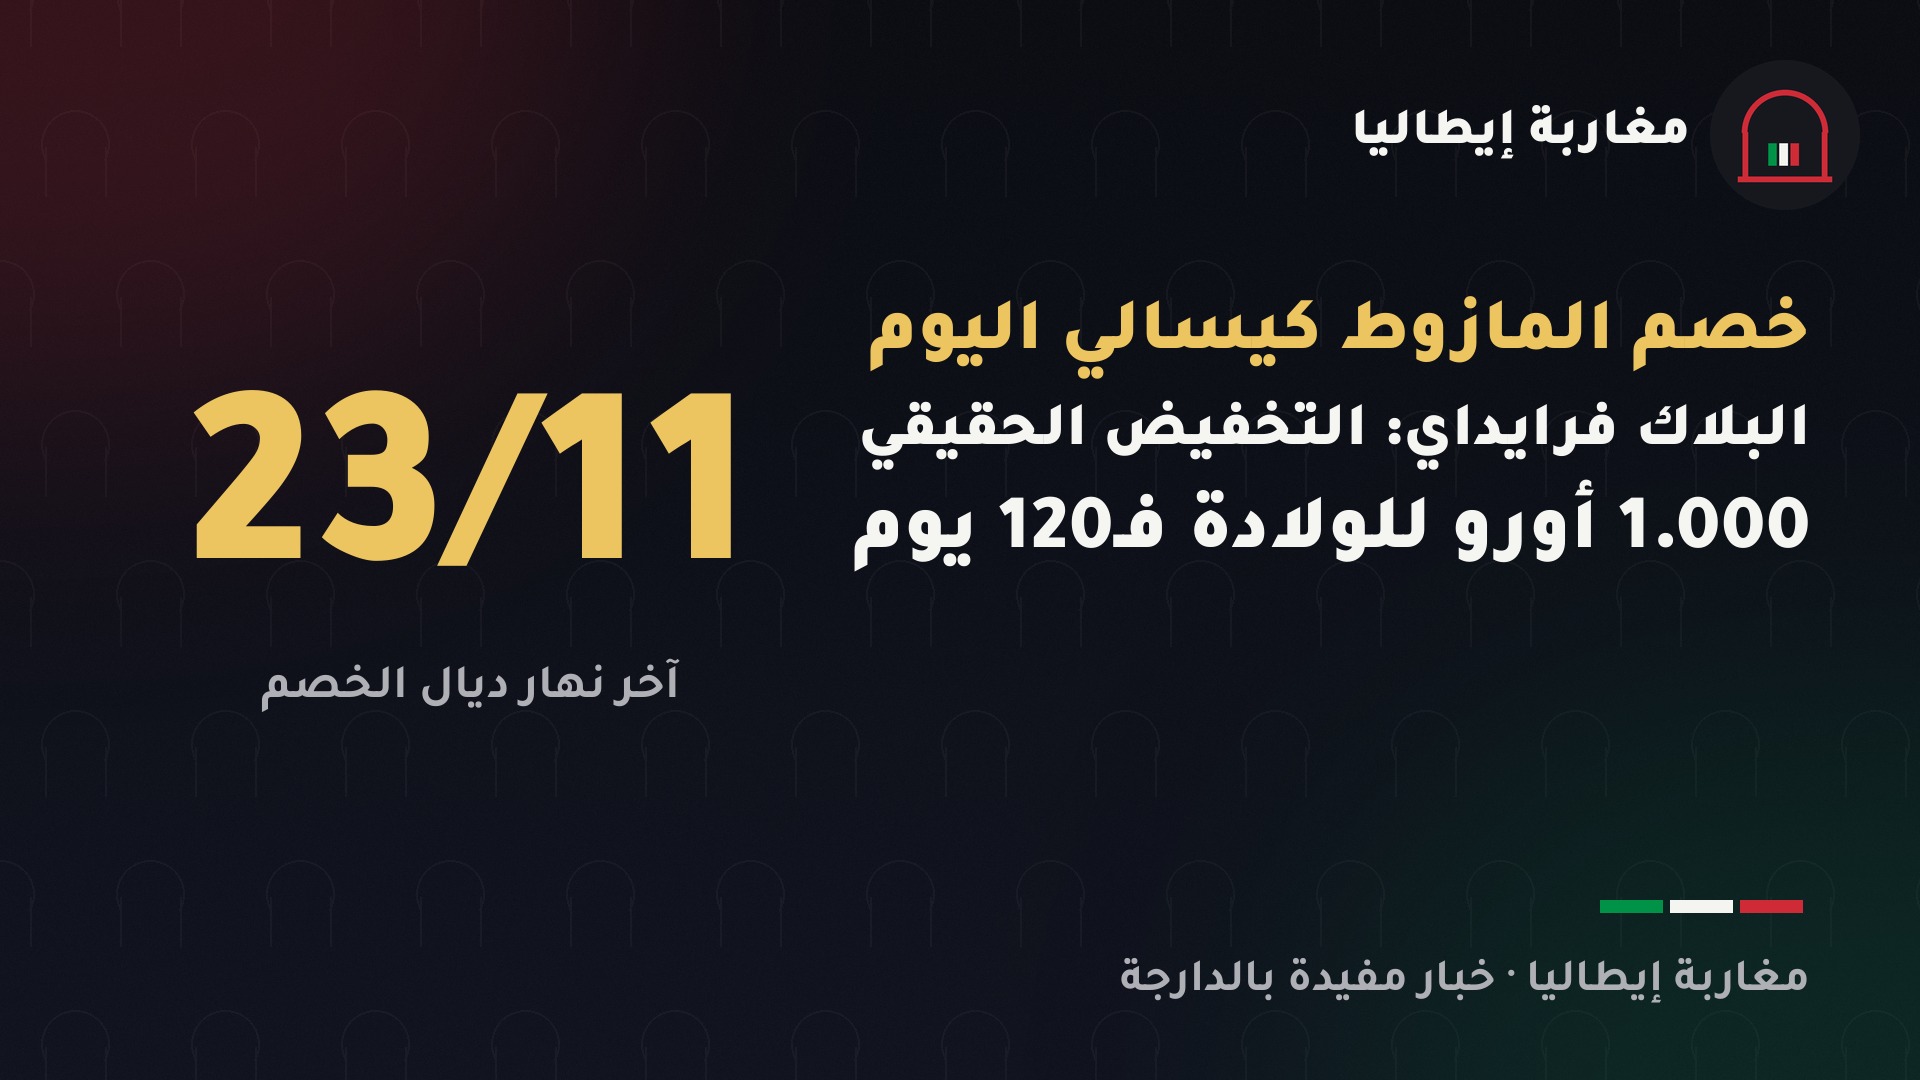 مغاربة إيطاليا
خصم المازوط كيسالي اليوم
البلاك فرايداي: التخفيض الحقيقي
1.000 أورو للولادة فـ120 يوم
23/11
آخر نهار ديال الخصم
مغاربة إيطاليا · خبار مفيدة بالدارجة